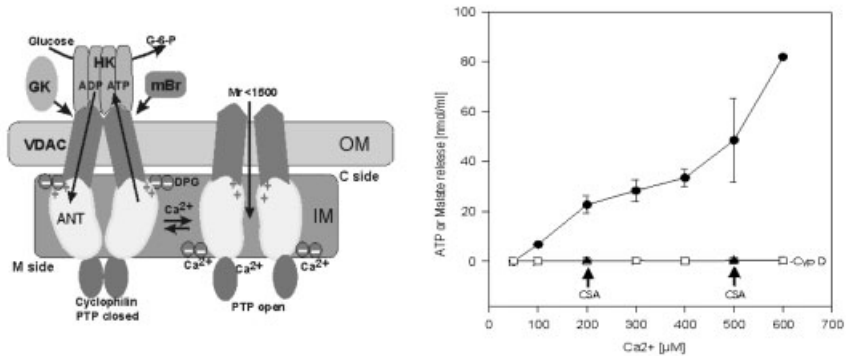 Glucose
G-6-P
HK
GK
ADP ATP
mBr
Mr<1500
VDAC
OM
C side
DPG
ANT
Ca2+
IM
M side
Ca2+
Ca2+
Ca2+
Cyclophilin
PTP closed
PTP open
ATP or Malate release [nmol/ml]
100
80
60
40
20
0
-Cyp D
CSA
CSA
0 100 200 300 400 500 600 700
Ca2+ [µM]